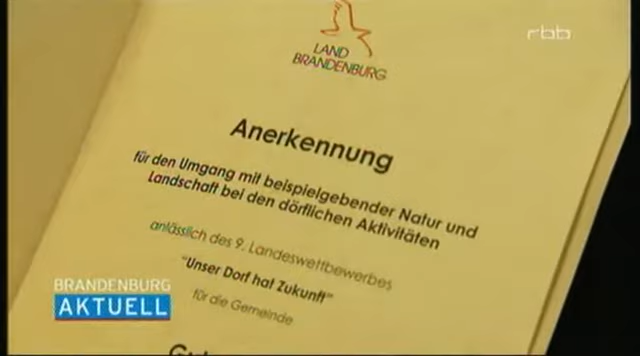 rbb
LAND
BRANDENBURG
Anerkennung
für den Umgang mit beispielgebender Natur und
Landschaft bei den dörflichen Aktivitäten
anlässlich des 9. Landeswettbewerbes
"Unser Dorf hat Zukunft"
für die Gemeinde
BRANDENBURG
AKTUELL